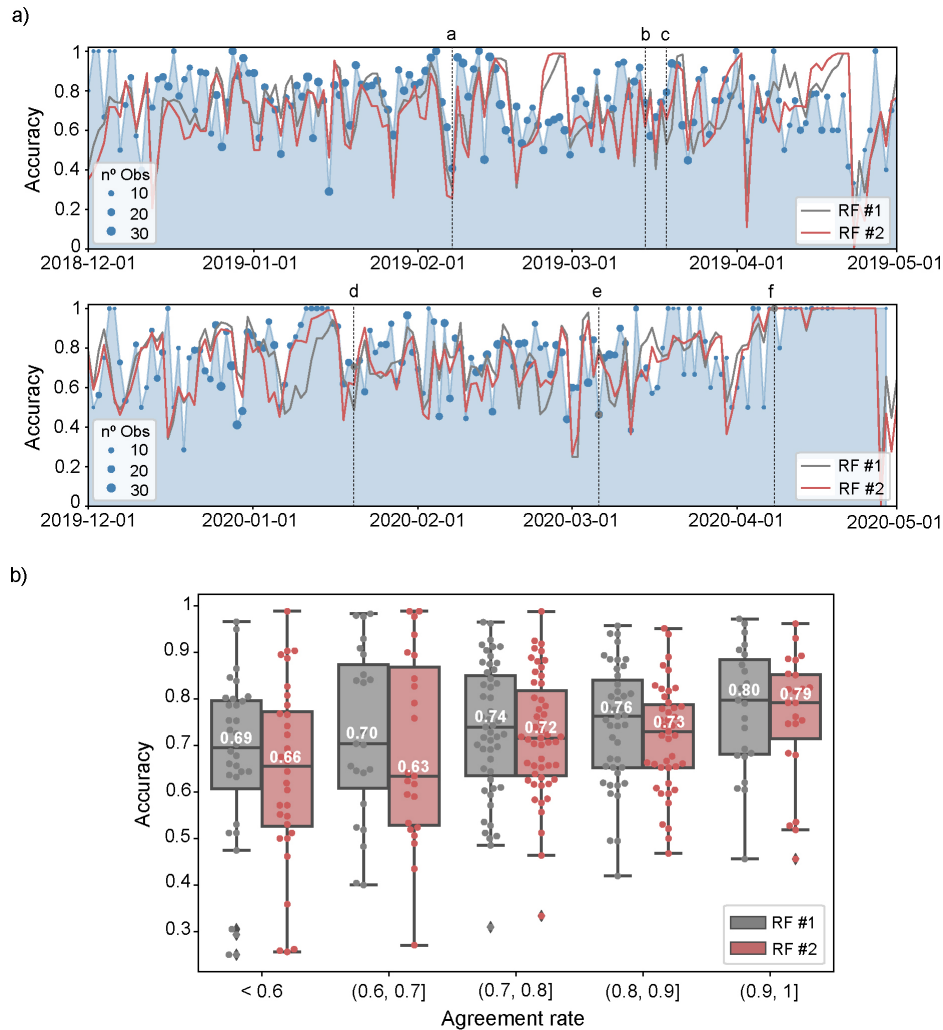 a)
a b c
Accuracy
1
0.8
0.6
0.4
0.2
0
nº Obs
10
20
30
RF #1
RF #2
2018-12-01 2019-01-01 2019-02-01 2019-03-01 2019-04-01 2019-05-01
d e f
Accuracy
1
0.8
0.6
0.4
0.2
0
nº Obs
10
20
30
RF #1
RF #2
2019-12-01 2020-01-01 2020-02-01 2020-03-01 2020-04-01 2020-05-01
b)
Accuracy
1
0.9
0.8
0.7
0.6
0.5
0.4
0.3
0.69 0.66 0.70 0.63 0.74 0.72 0.76 0.73 0.80 0.79
RF #1
RF #2
< 0.6 (0.6, 0.7] (0.7, 0.8] (0.8, 0.9] (0.9, 1]
Agreement rate